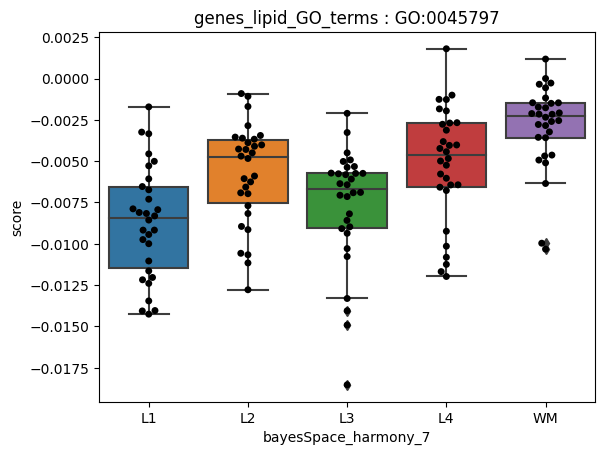 genes_lipid_GO_terms : GO:0045797
0.0025
0.0000
−0.0025
−0.0050
−0.0075
−0.0100
−0.0125
−0.0150
−0.0175
score
L1 L2 L3 L4 WM
bayesSpace_harmony_7